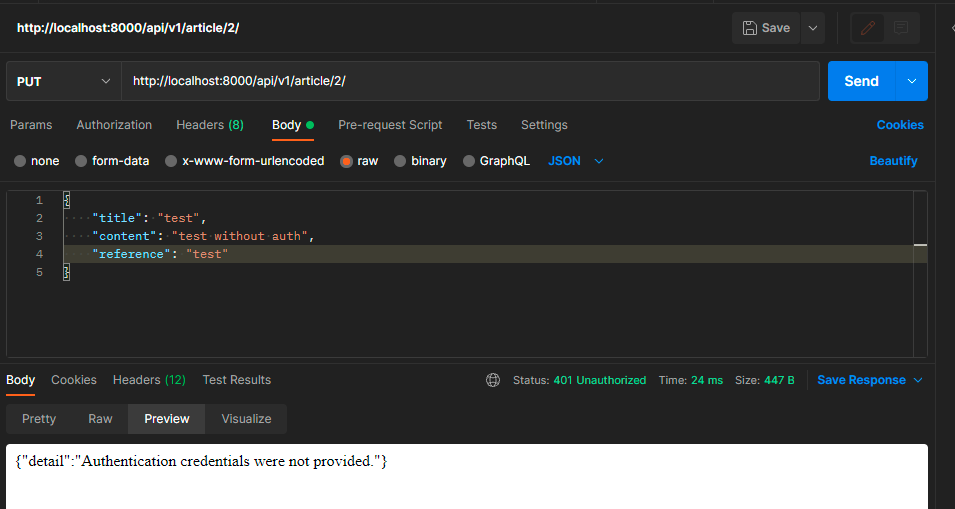 http://localhost:8000/api/v1/article/2/
Save
PUT http://localhost:8000/api/v1/article/2/ Send
Params Authorization Headers (8) Body Pre-request Script Tests Settings Cookies
none form-data x-www-form-urlencoded raw binary GraphQL JSON Beautify
1 {
2 "title": "test",
3 "content": "test without auth",
4 "reference": "test"
5 }
Body Cookies Headers (12) Test Results Status: 401 Unauthorized Time: 24 ms Size: 447 B Save Response
Pretty Raw Preview Visualize
{"detail":"Authentication credentials were not provided."}